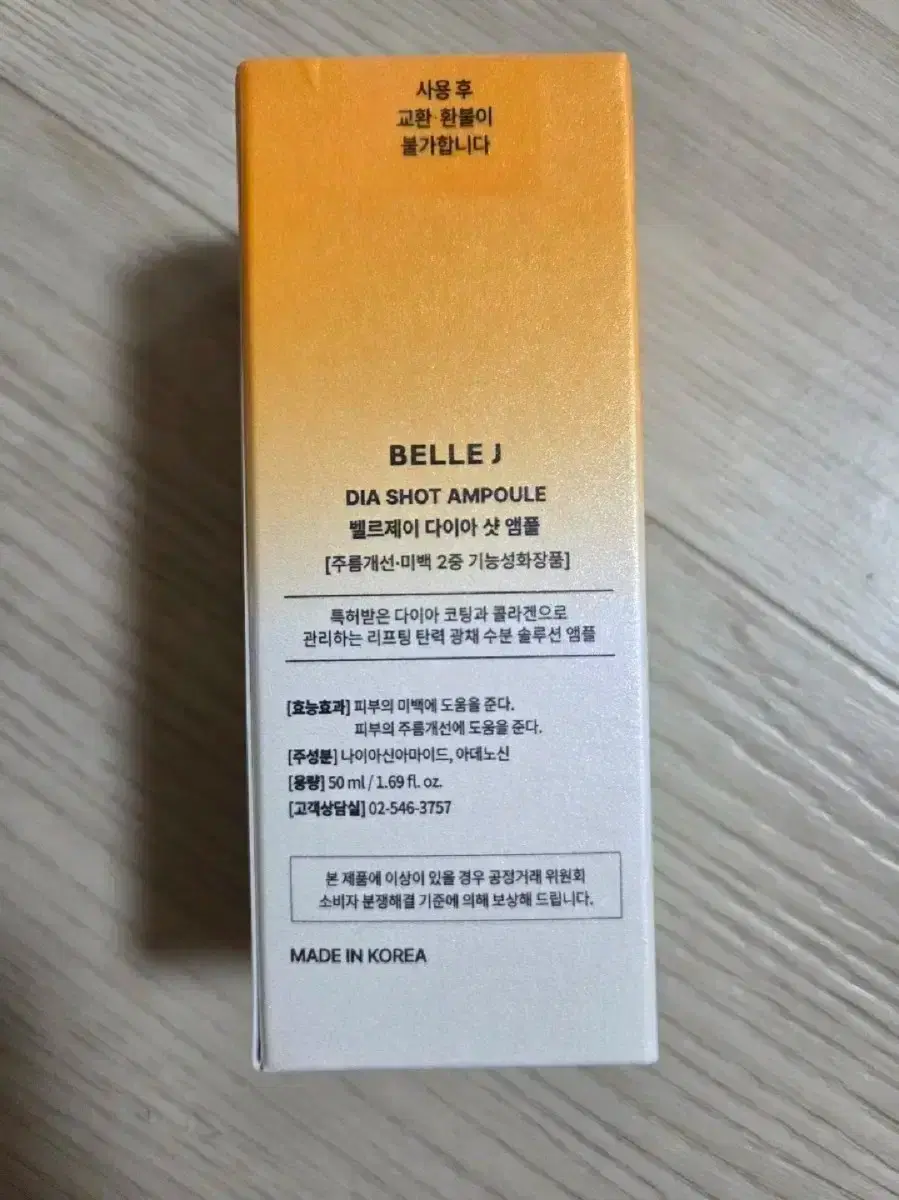 사용 후
교환·환불이
불가합니다
BELLE J
DIA SHOT AMPOULE
벨르제이 다이아 샷 앰플
[주름개선·미백 2중 기능성화장품]
특허받은 다이아 코팅과 콜라겐으로
관리하는 리프팅 탄력 광채 수분 솔루션 앰플
[효능효과] 피부의 미백에 도움을 준다.
피부의 주름개선에 도움을 준다.
[주성분] 나이아신아마이드, 아데노신
[용량] 50 ml / 1.69 fl. oz.
[고객상담실] 02-546-3757
본 제품에 이상이 있을 경우 공정거래 위원회
소비자 분쟁해결 기준에 의해 보상해 드립니다.
MADE IN KOREA